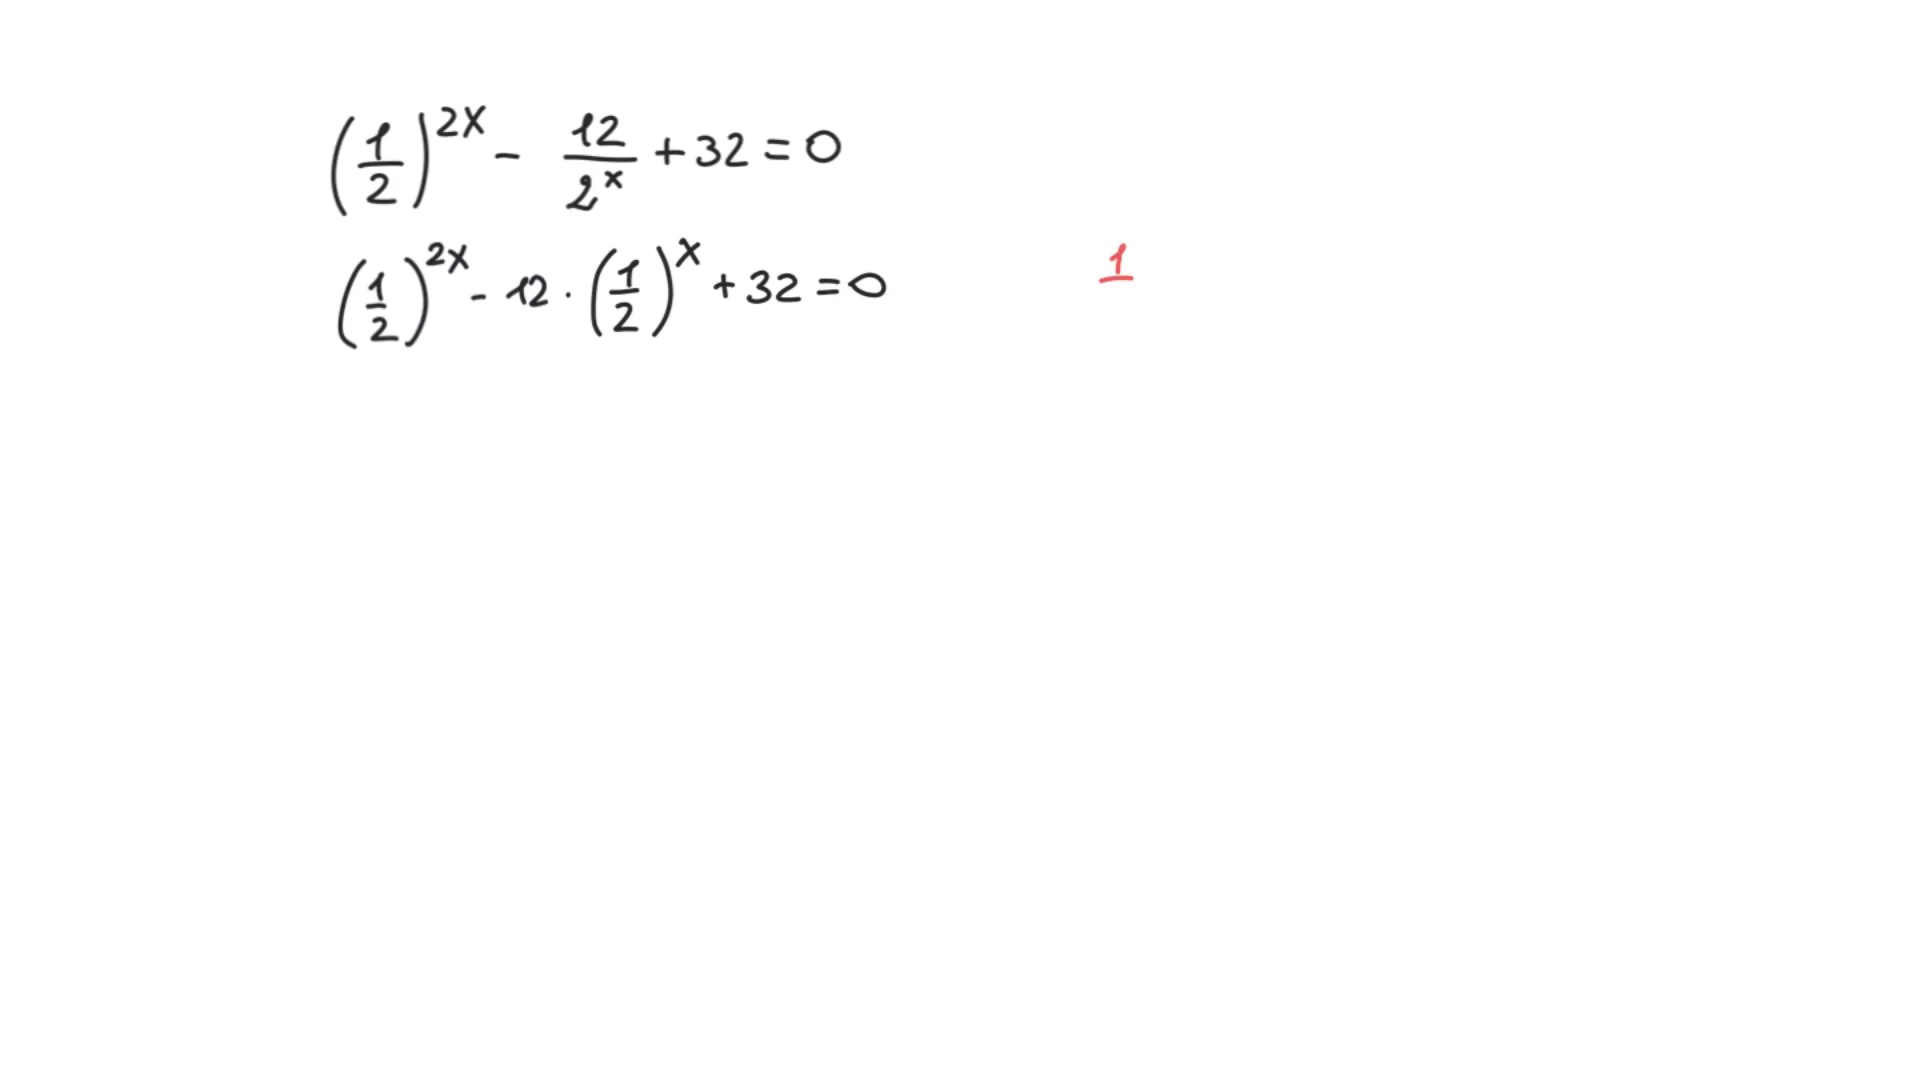 (1/2)^2x - 12/2^x + 32 = 0
(1/2)^2x - 12 · (1/2)^x + 32 = 0
1